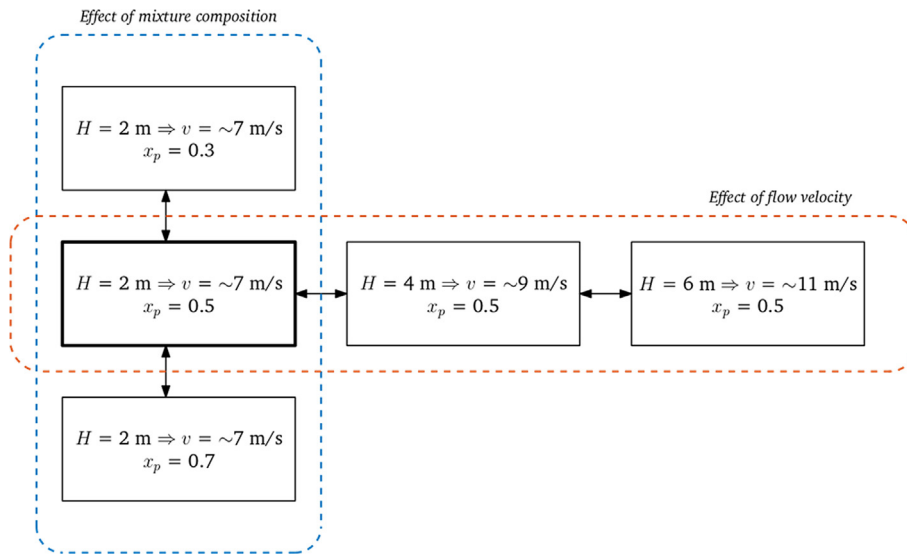 Effect of mixture composition
H = 2 m ⇒ v = ~7 m/s
x_p = 0.3
Effect of flow velocity
H = 2 m ⇒ v = ~7 m/s
x_p = 0.5
H = 4 m ⇒ v = ~9 m/s
x_p = 0.5
H = 6 m ⇒ v = ~11 m/s
x_p = 0.5
H = 2 m ⇒ v = ~7 m/s
x_p = 0.7